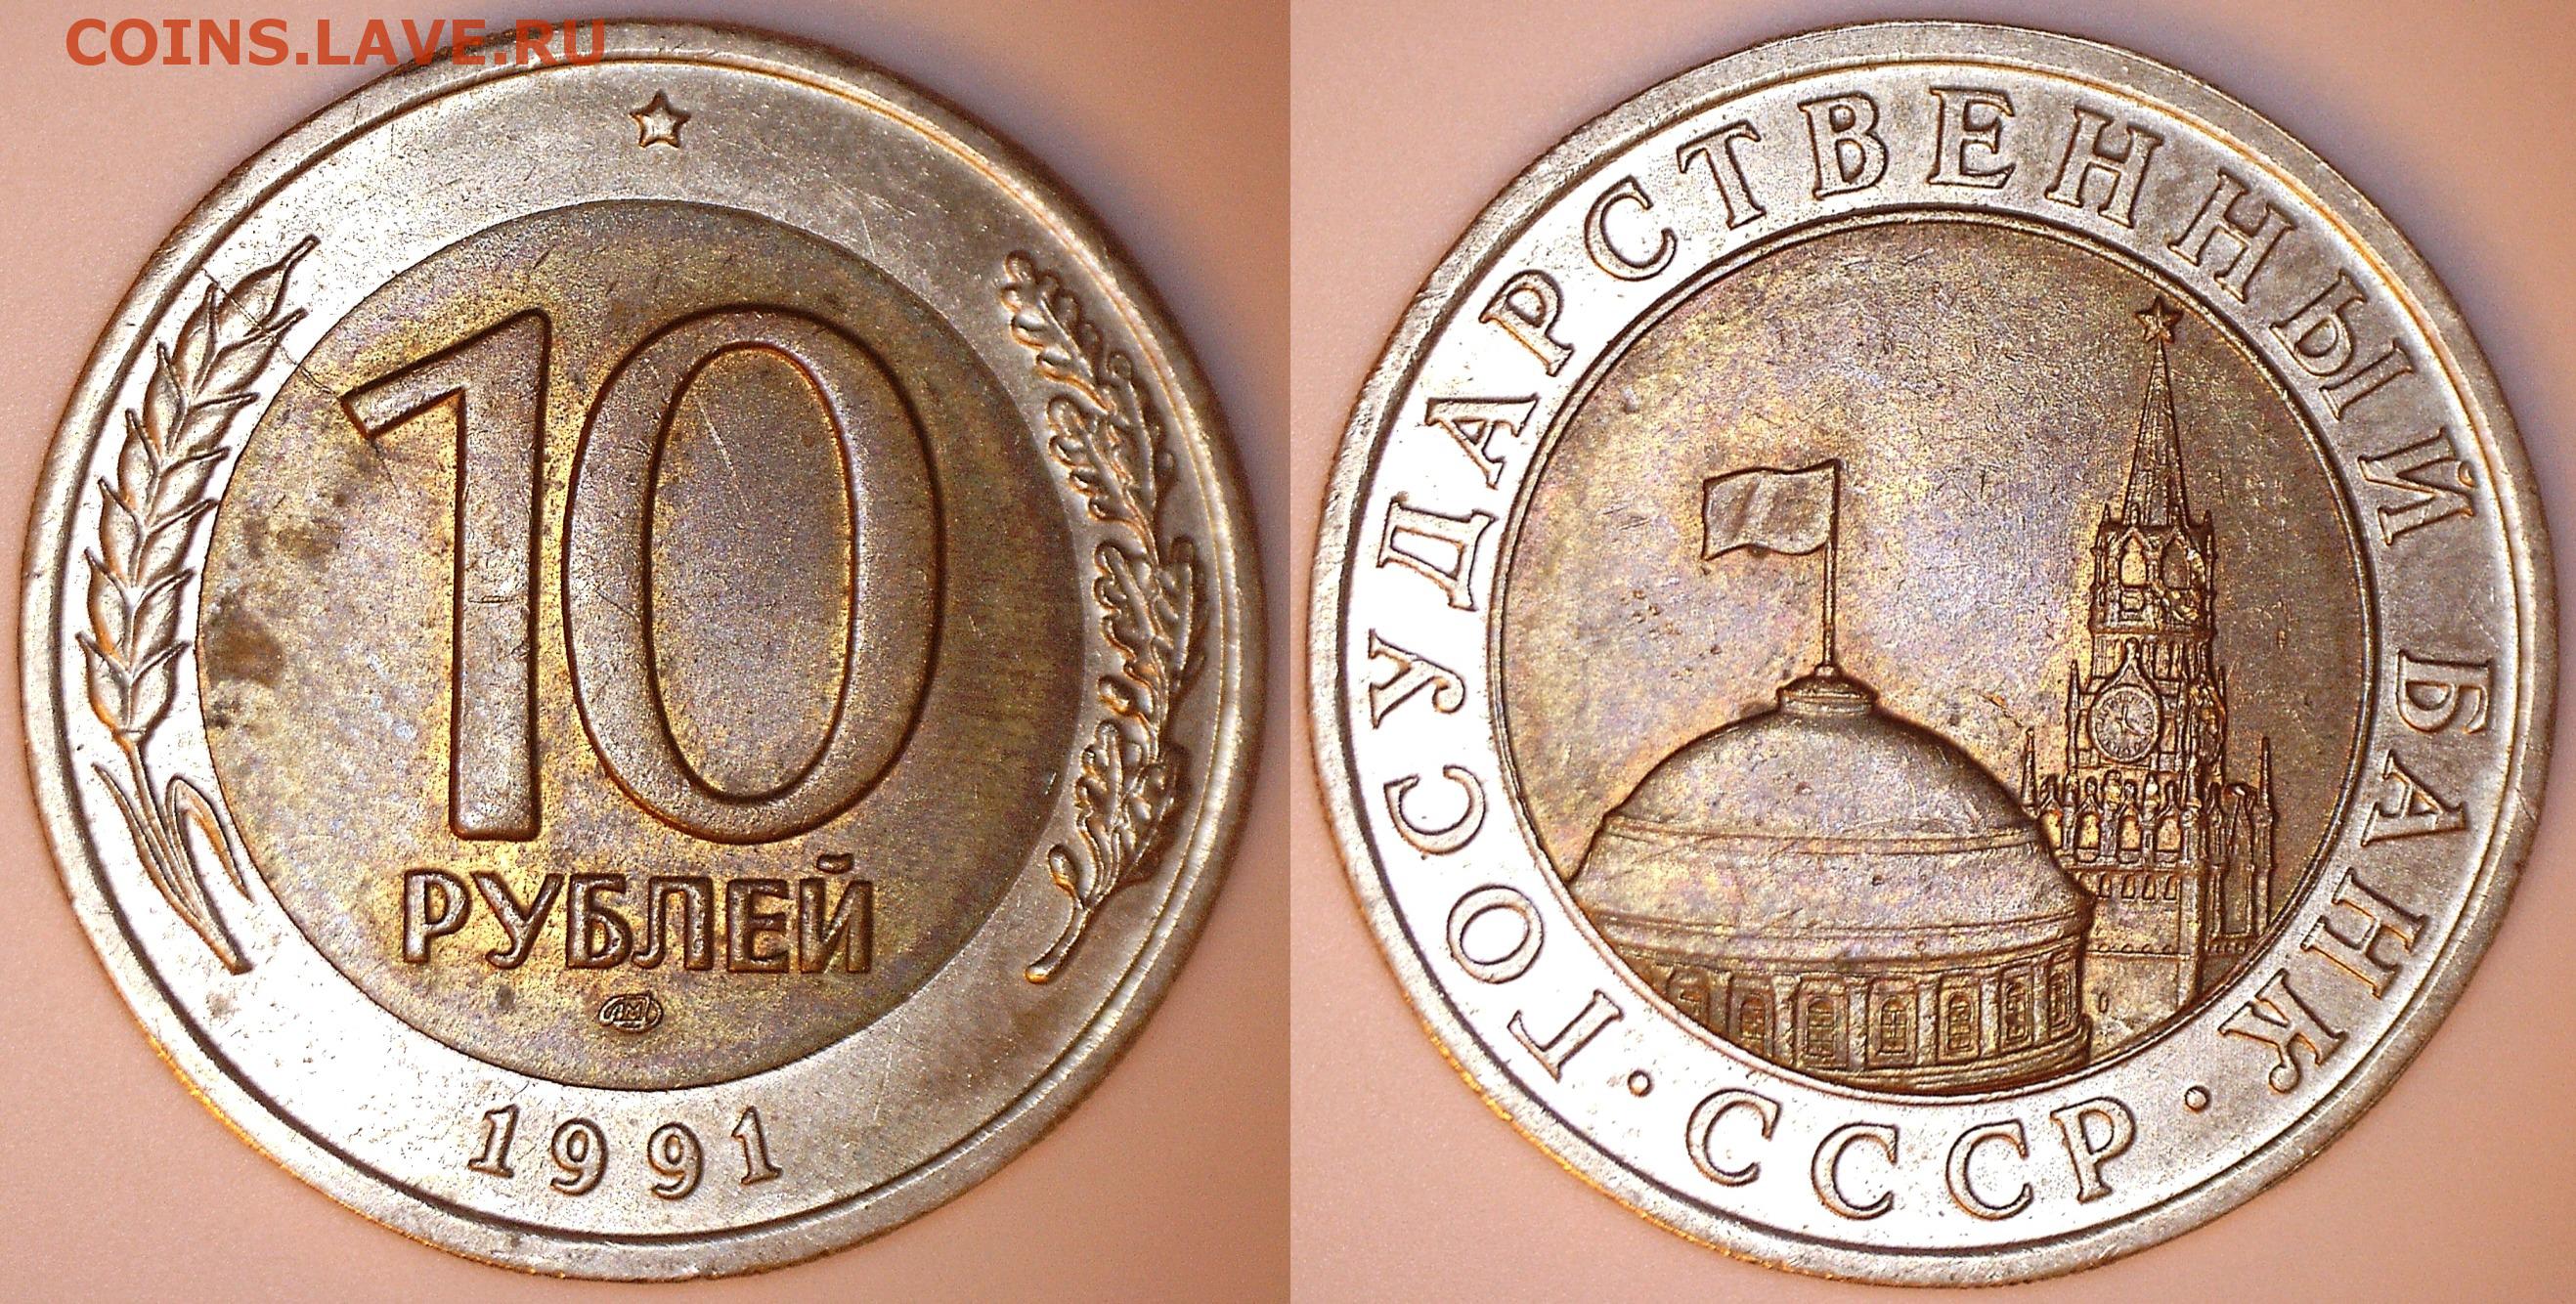 COINS.LAVE.RU
10
РУБЛЕЙ
ЛМД
1991
ГОСУДАРСТВЕННЫЙ БАНК
· СССР ·